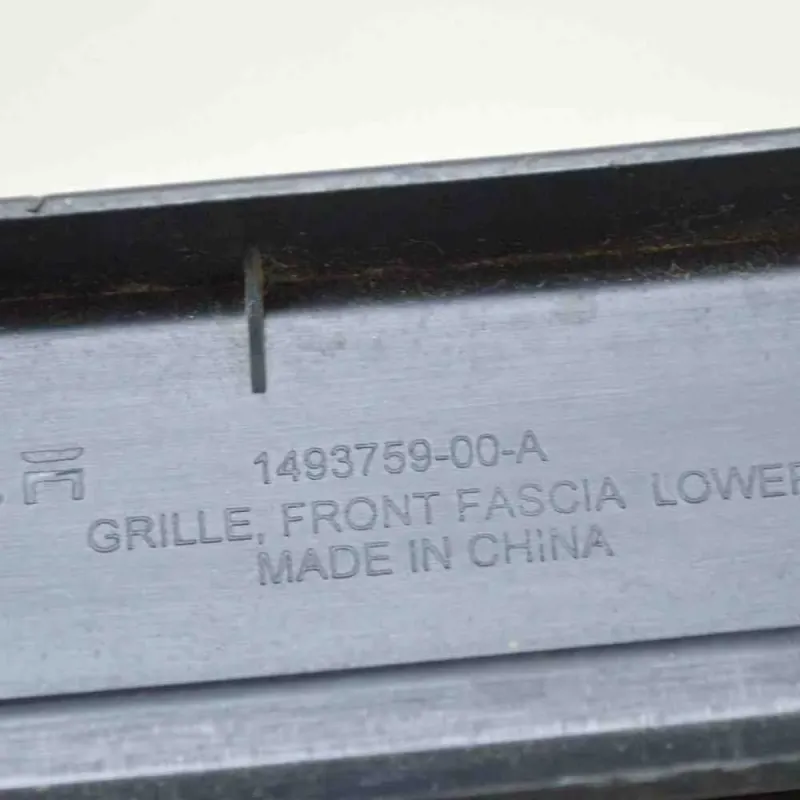 1493759-00-A
GRILLE, FRONT FASCIA LOWER
MADE IN CHINA